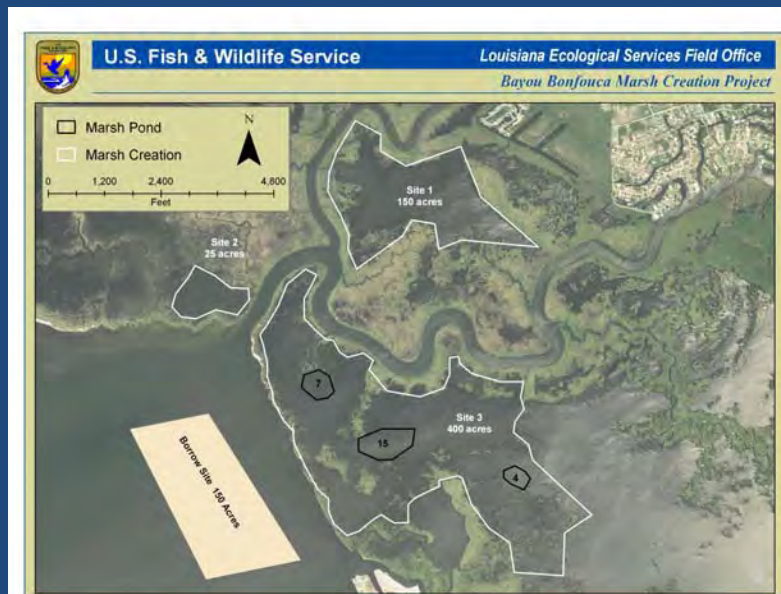 U.S. Fish & Wildlife Service
Louisiana Ecological Services Field Office
Bayou Bonfouca Marsh Creation Project
Marsh Pond
Marsh Creation
N
0 1,200 2,400 4,800
Feet
Site 1
150 acres
Site 2
25 acres
7
Site 3
400 acres
15
4
Borrow Site 150 Acres